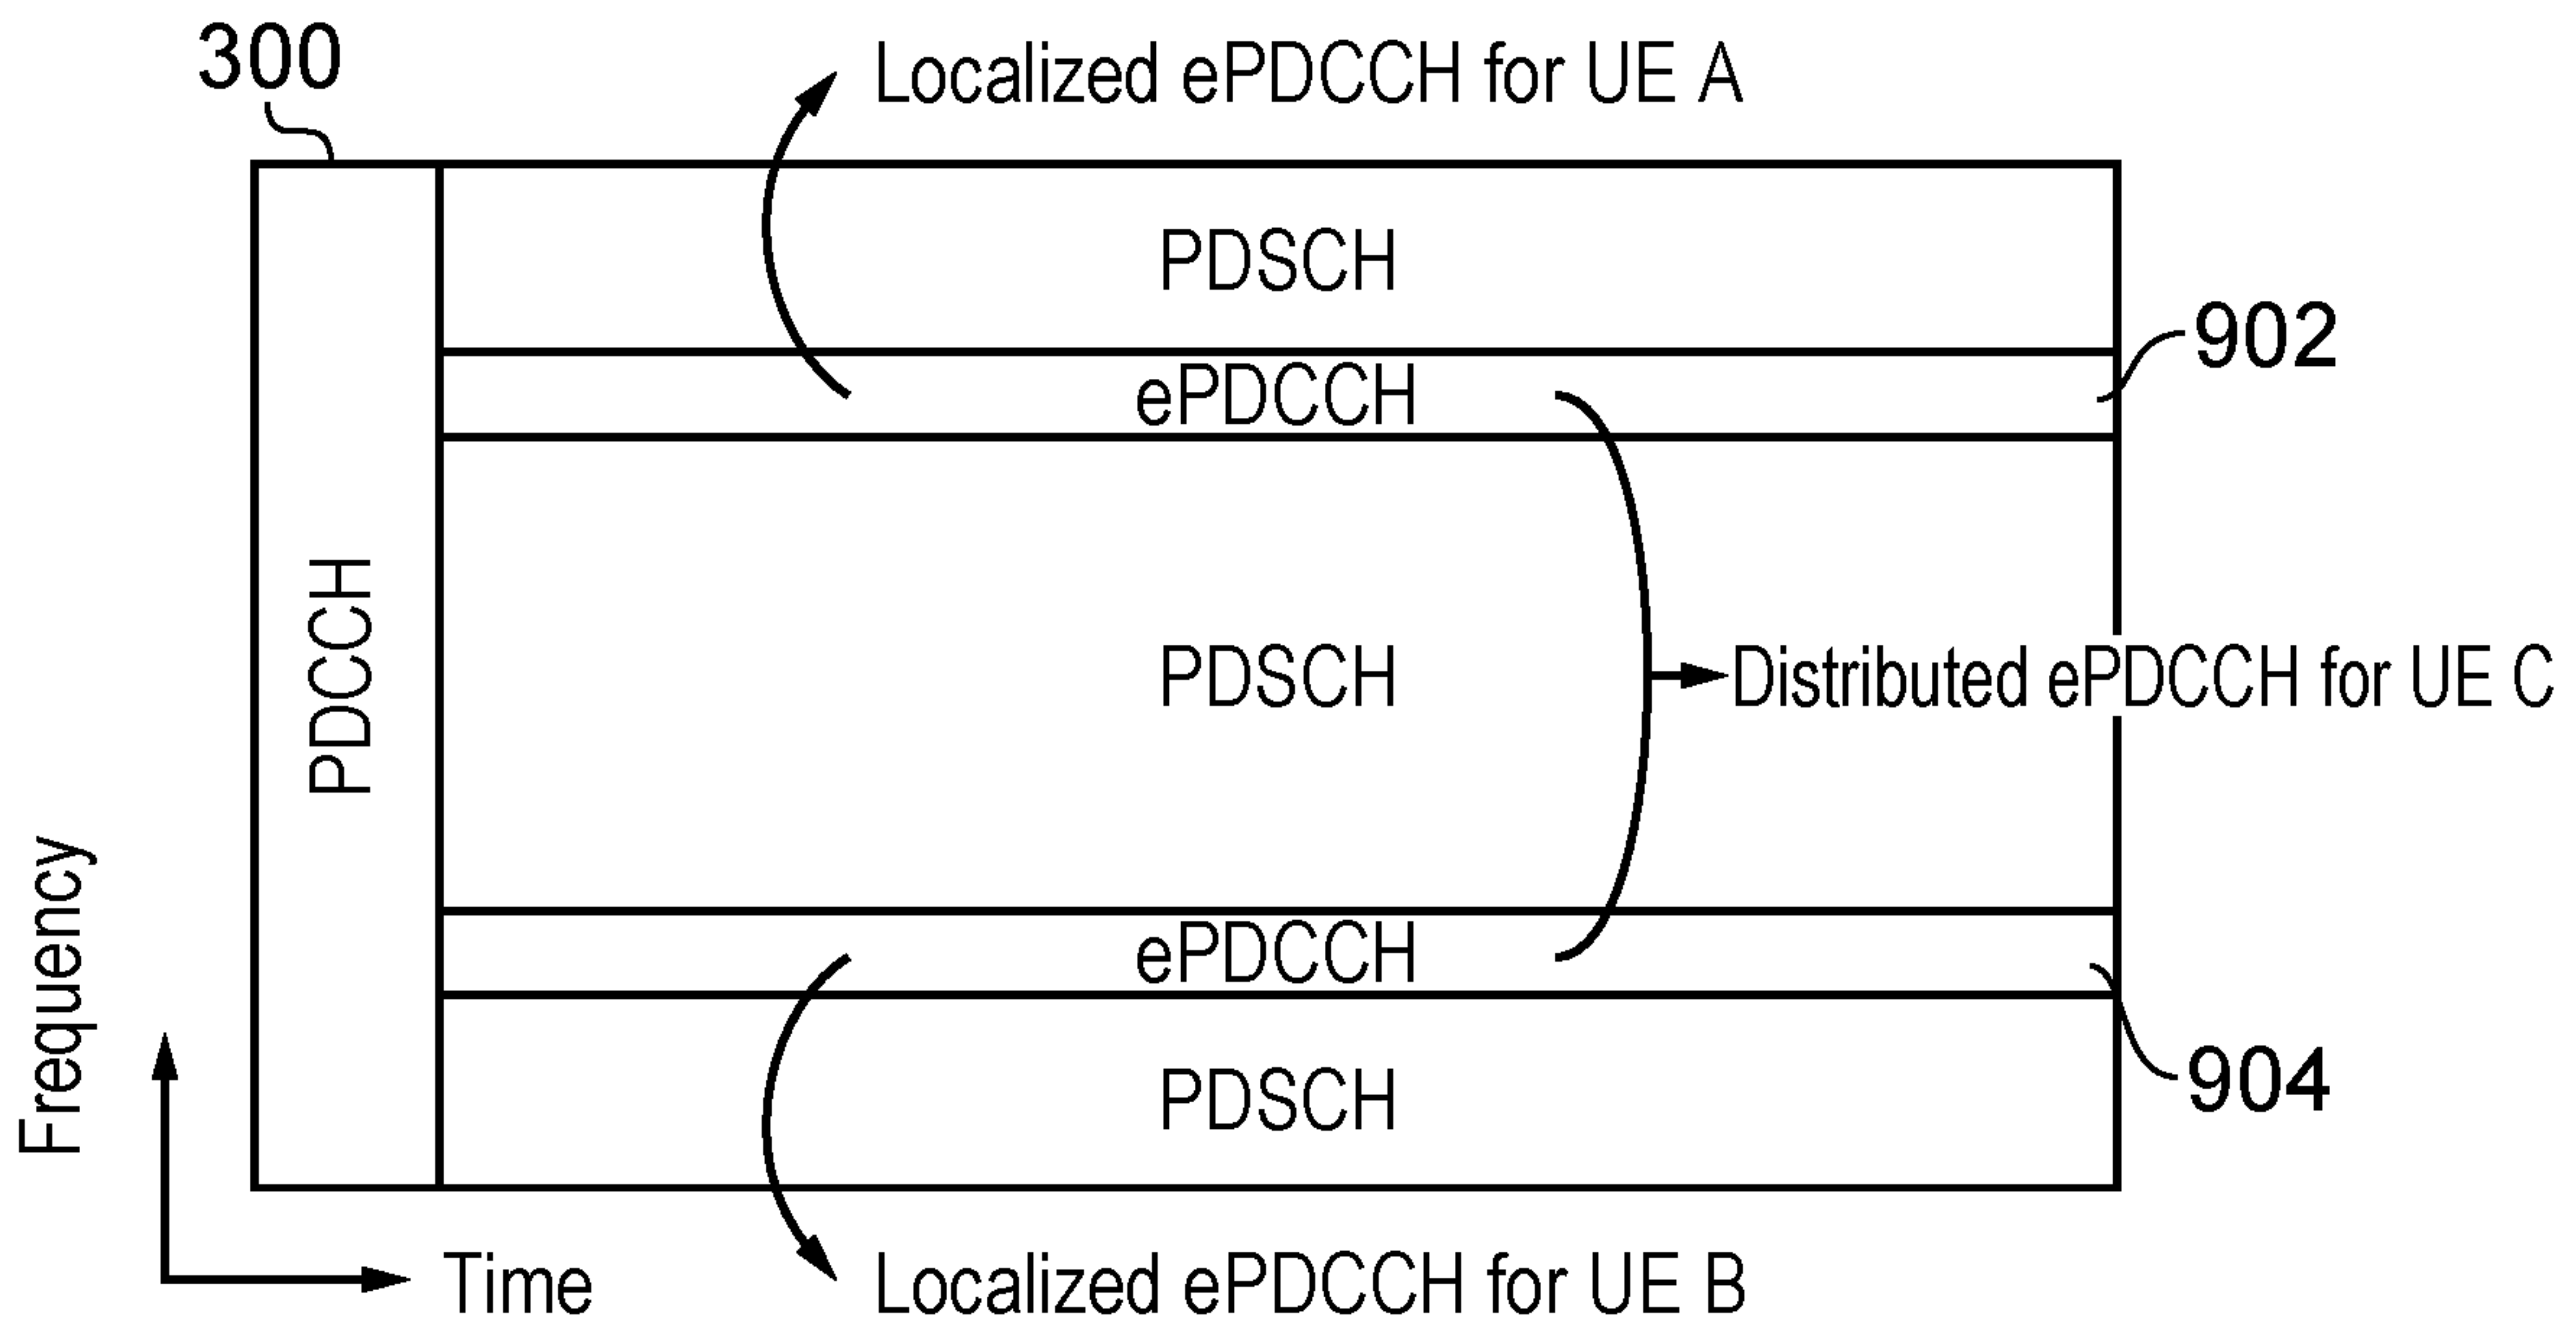 300
Localized ePDCCH for UE A
PDSCH
902
ePDCCH
PDCCH
PDSCH
Distributed ePDCCH for UE C
ePDCCH
904
PDSCH
Frequency
Time
Localized ePDCCH for UE B